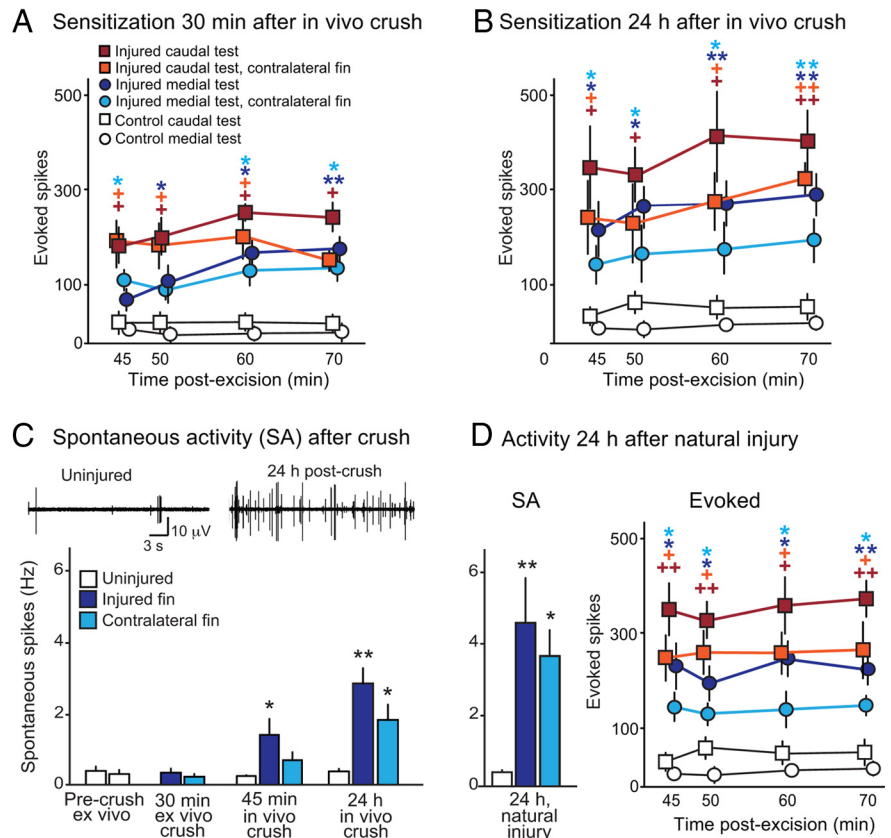 A Sensitization 30 min after in vivo crush
Injured caudal test
Injured caudal test, contralateral fin
Injured medial test
Injured medial test, contralateral fin
Control caudal test
Control medial test
500
300
100
Evoked spikes
* * * *
+ * * **
+ + + +
+ +
45 50 60 70
Time post-excision (min)
B Sensitization 24 h after in vivo crush
500
300
100
0
Evoked spikes
* * * **
* * ** ****
+ + + ++
+ + ++
45 50 60 70
Time post-excision (min)
C Spontaneous activity (SA) after crush
Uninjured
24 h post-crush
10 µV
3 s
Spontaneous spikes (Hz)
6
4
2
0
Uninjured
Injured fin
Contralateral fin
* ** *
Pre-crush
ex vivo
30 min
ex vivo
crush
45 min
in vivo
crush
24 h
in vivo
crush
D Activity 24 h after natural injury
SA
6
4
2
0
** *
24 h,
natural
injury
Evoked
500
300
100
0
Evoked spikes
* * * *
* * * **
+ + + +
++ ++ + ++
45 50 60 70
Time post-excision (min)